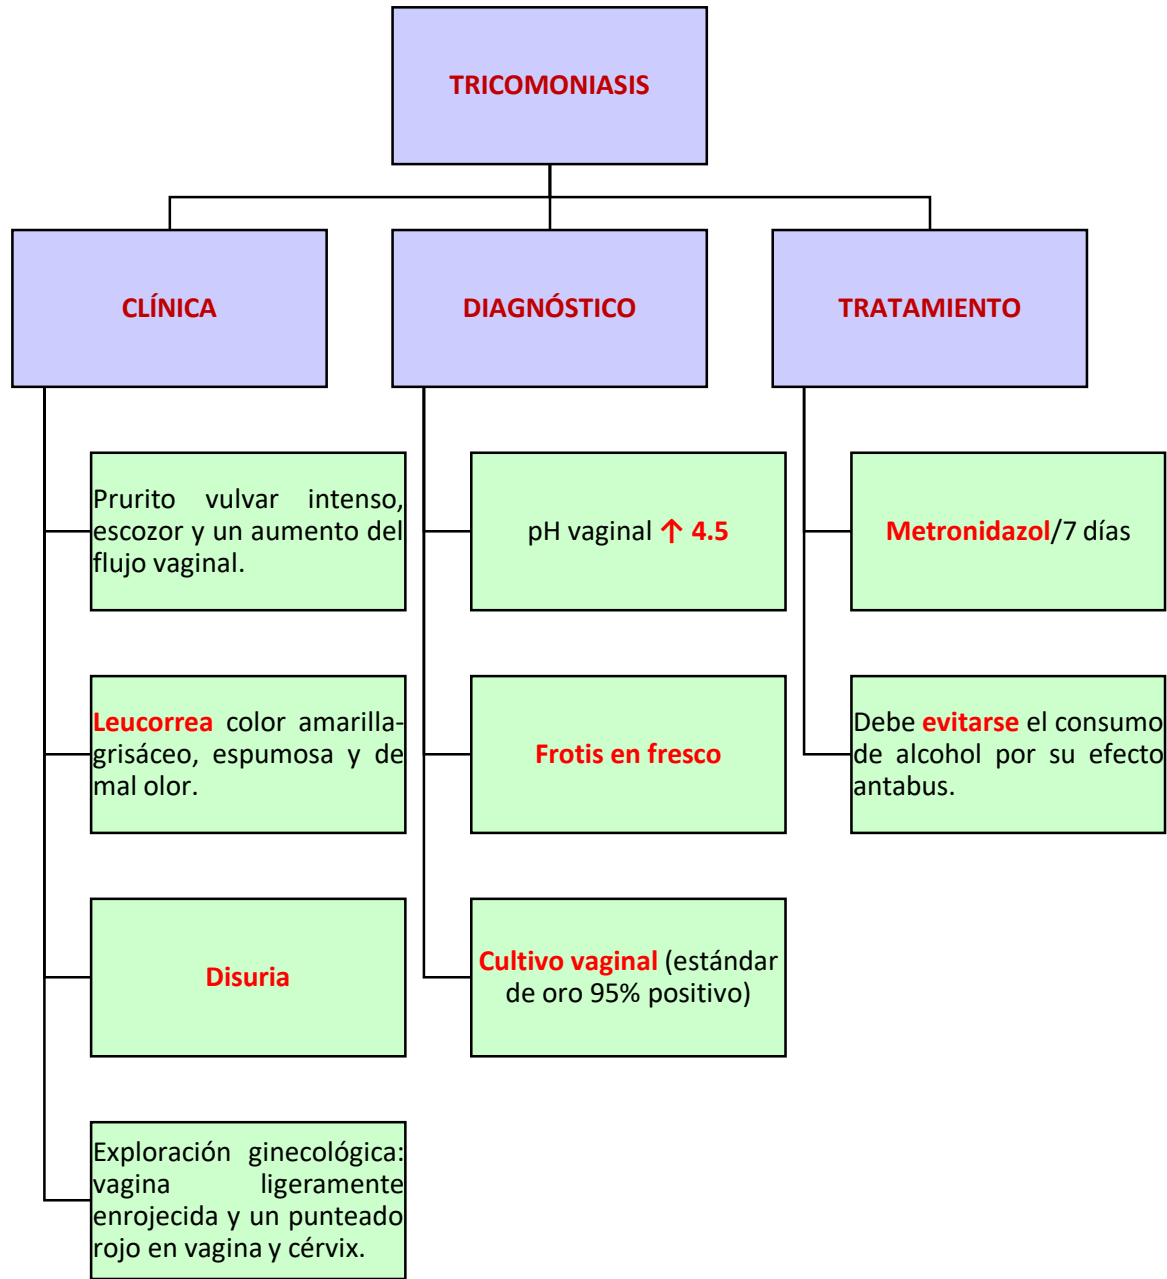 TRICOMONIASIS
CLÍNICA
Prurito vulvar intenso,
escozor y un aumento del
flujo vaginal.
Leucorrea color amarilla-
grisáceo, espumosa y de
mal olor.
Disuria
Exploración ginecológica:
vagina ligeramente
enrojecida y un punteado
rojo en vagina y cérvix.
DIAGNÓSTICO
pH vaginal ↑ 4.5
Frotis en fresco
Cultivo vaginal (estándar
de oro 95% positivo)
TRATAMIENTO
Metronidazol/7 días
Debe evitarse el consumo
de alcohol por su efecto
antabus.